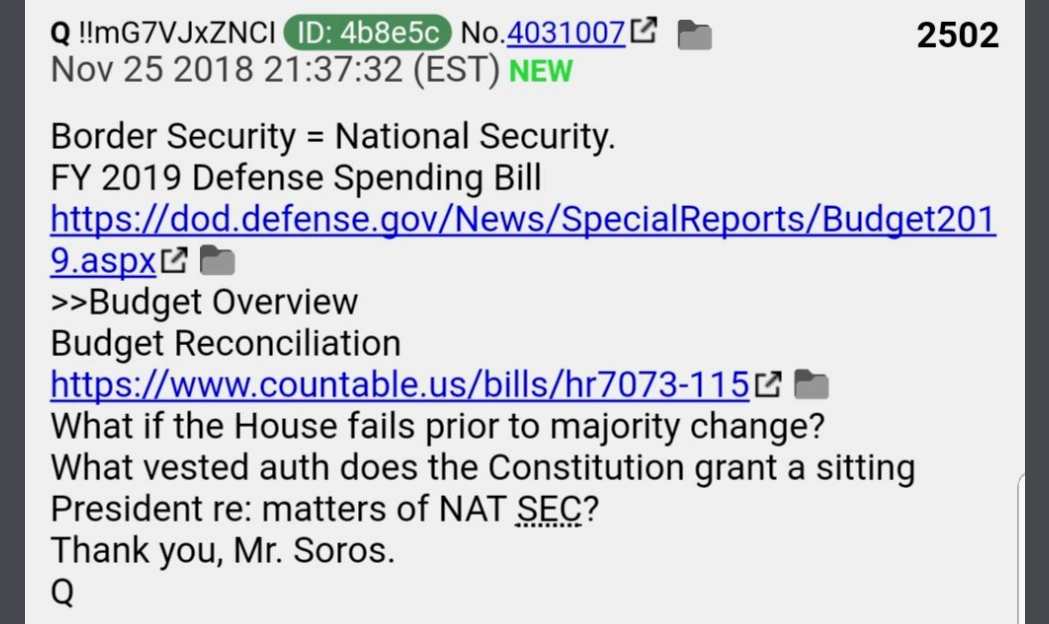 Q !!mG7VJxZNCI ID: 4b8e5c No.4031007 2502
Nov 25 2018 21:37:32 (EST) NEW
Border Security = National Security.
FY 2019 Defense Spending Bill
https://dod.defense.gov/News/SpecialReports/Budget201
9.aspx
>>Budget Overview
Budget Reconciliation
https://www.countable.us/bills/hr7073-115
What if the House fails prior to majority change?
What vested auth does the Constitution grant a sitting
President re: matters of NAT SEC?
Thank you, Mr. Soros.
Q